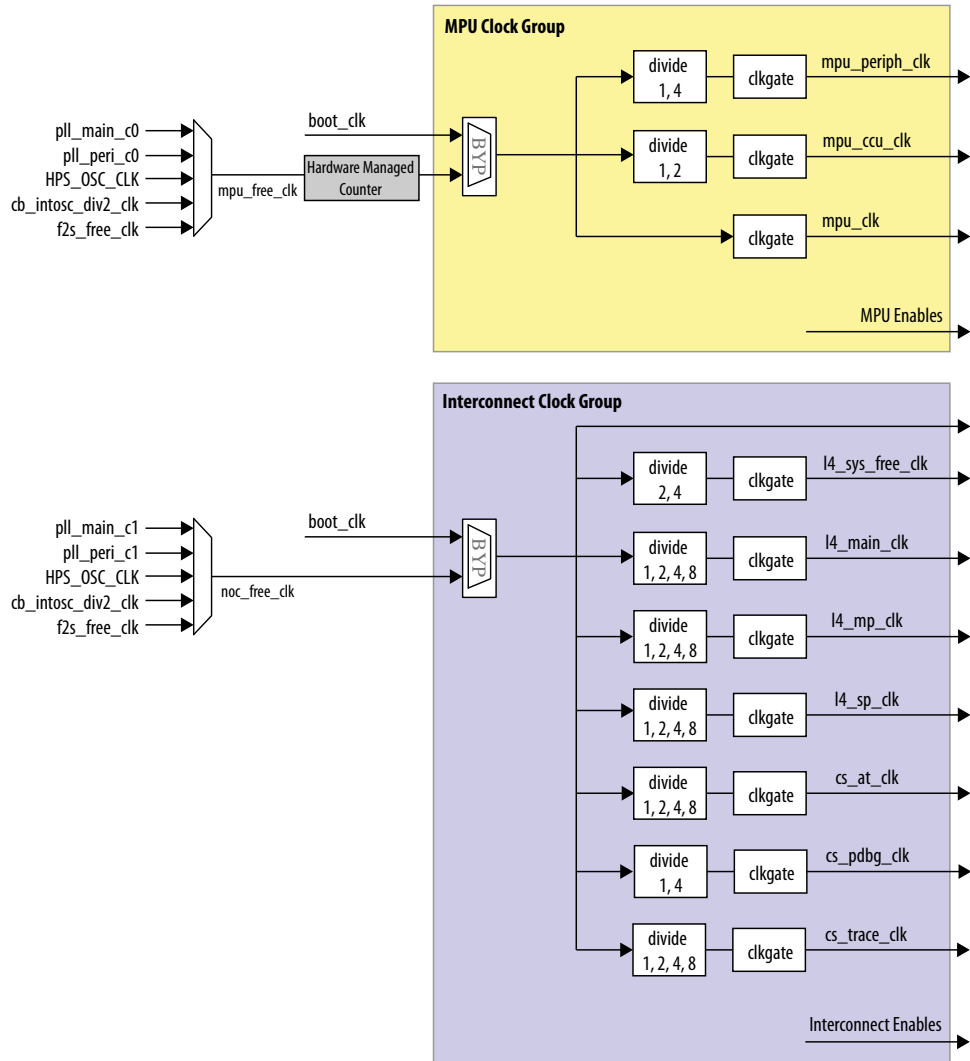 MPU Clock Group
divide
1, 4
clkgate
mpu_periph_clk
pll_main_c0
pll_peri_c0
HPS_OSC_CLK
cb_intosc_div2_clk
f2s_free_clk
mpu_free_clk
boot_clk
Hardware Managed
Counter
BYP
divide
1, 2
clkgate
mpu_ccu_clk
clkgate
mpu_clk
MPU Enables
Interconnect Clock Group
divide
2, 4
clkgate
l4_sys_free_clk
pll_main_c1
pll_peri_c1
HPS_OSC_CLK
cb_intosc_div2_clk
f2s_free_clk
noc_free_clk
boot_clk
BYP
divide
1, 2, 4, 8
clkgate
l4_main_clk
divide
1, 2, 4, 8
clkgate
l4_mp_clk
divide
1, 2, 4, 8
clkgate
l4_sp_clk
divide
1, 2, 4, 8
clkgate
cs_at_clk
divide
1, 4
clkgate
cs_pdbg_clk
divide
1, 2, 4, 8
clkgate
cs_trace_clk
Interconnect Enables